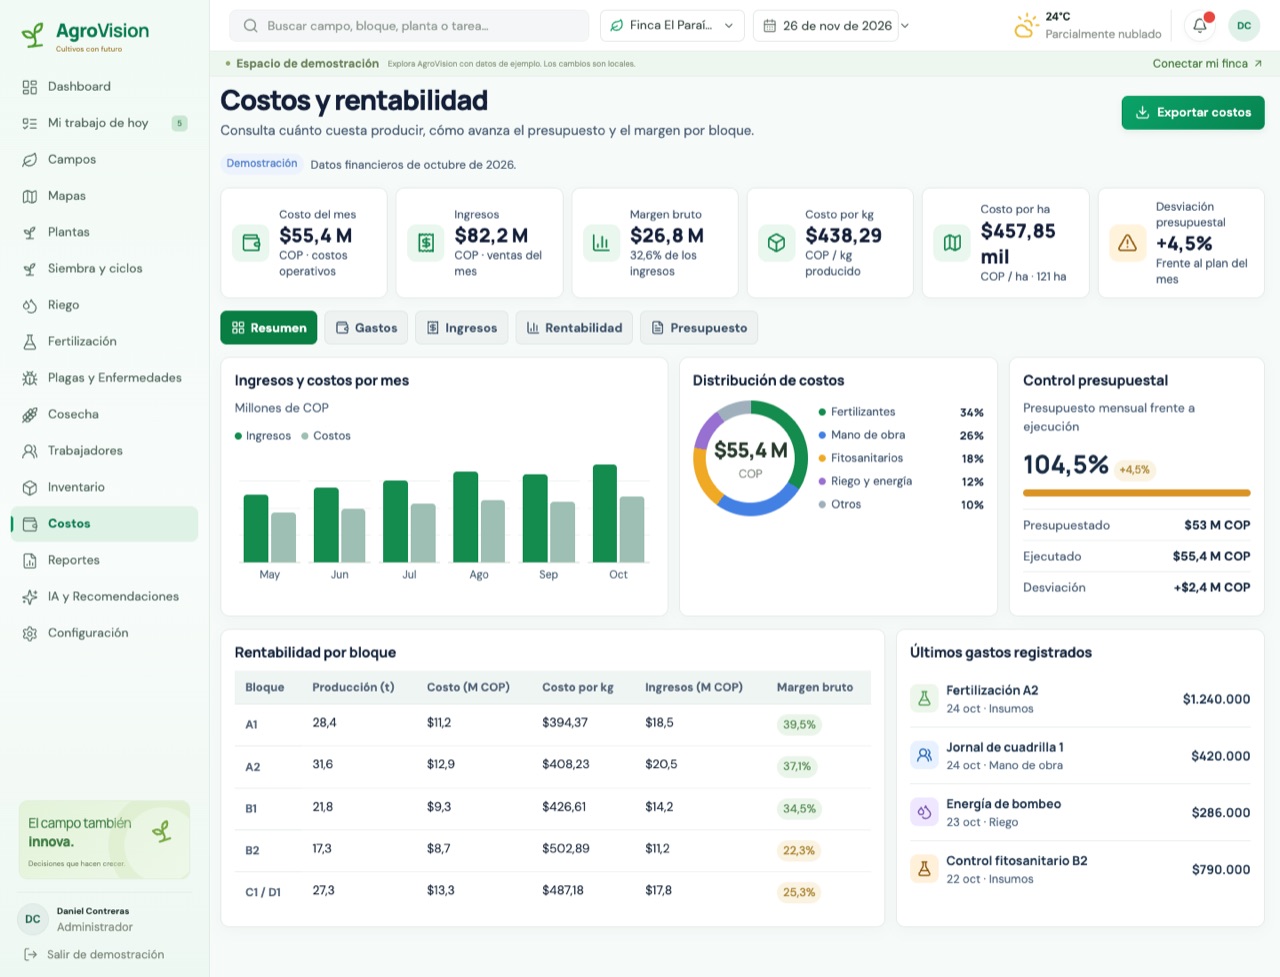 AgroVision
Cultivos con futuro
Buscar campo, bloque, planta o tarea...
Finca El Paraí...
26 de nov de 2026
24°C
Parcialmente nublado
DC
Espacio de demostración
Explora AgroVision con datos de ejemplo. Los cambios son locales.
Conectar mi finca
Dashboard
Mi trabajo de hoy
5
Campos
Mapas
Plantas
Siembra y ciclos
Riego
Fertilización
Plagas y Enfermedades
Cosecha
Trabajadores
Inventario
Costos
Reportes
IA y Recomendaciones
Configuración
El campo también
innova.
Decisiones que hacen crecer.
DC
Daniel Contreras
Administrador
Salir de demostración
Costos y rentabilidad
Consulta cuánto cuesta producir, cómo avanza el presupuesto y el margen por bloque.
Exportar costos
Demostración
Datos financieros de octubre de 2026.
Costo del mes
$55,4 M
COP · costos
operativos
Ingresos
$82,2 M
COP · ventas del
mes
Margen bruto
$26,8 M
32,6% de los
ingresos
Costo por kg
$438,29
COP / kg
producido
Costo por ha
$457,85
mil
COP / ha · 121 ha
Desviación
presupuestal
+4,5%
Frente al plan del
mes
Resumen
Gastos
Ingresos
Rentabilidad
Presupuesto
Ingresos y costos por mes
Millones de COP
Ingresos
Costos
May Jun Jul Ago Sep Oct
Distribución de costos
$55,4 M
COP
Fertilizantes 34%
Mano de obra 26%
Fitosanitarios 18%
Riego y energía 12%
Otros 10%
Control presupuestal
Presupuesto mensual frente a
ejecución
104,5% +4,5%
Presupuestado $53 M COP
Ejecutado $55,4 M COP
Desviación +$2,4 M COP
Rentabilidad por bloque
Bloque Producción (t) Costo (M COP) Costo por kg Ingresos (M COP) Margen bruto
A1 28,4 $11,2 $394,37 $18,5 39,5%
A2 31,6 $12,9 $408,23 $20,5 37,1%
B1 21,8 $9,3 $426,61 $14,2 34,5%
B2 17,3 $8,7 $502,89 $11,2 22,3%
C1 / D1 27,3 $13,3 $487,18 $17,8 25,3%
Últimos gastos registrados
Fertilización A2
24 oct · Insumos
$1.240.000
Jornal de cuadrilla 1
24 oct · Mano de obra
$420.000
Energía de bombeo
23 oct · Riego
$286.000
Control fitosanitario B2
22 oct · Insumos
$790.000